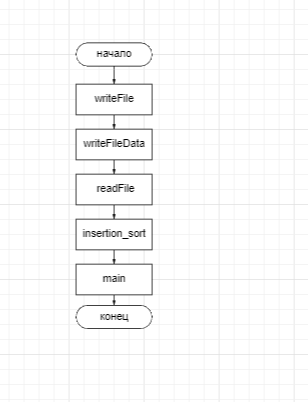 начало
writeFile
writeFileData
readFile
insertion_sort
main
конец